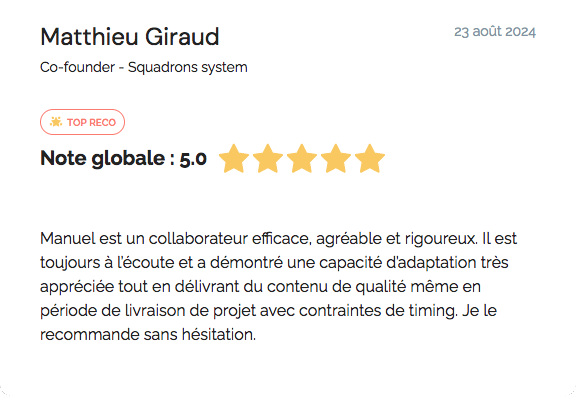 Matthieu Giraud
23 août 2024
Co-founder - Squadrons system
TOP RECO
Note globale : 5.0
Manuel est un collaborateur efficace, agréable et rigoureux. Il est
toujours à l'écoute et a démontré une capacité d'adaptation très
appréciée tout en délivrant du contenu de qualité même en
période de livraison de projet avec contraintes de timing. Je le
recommande sans hésitation.